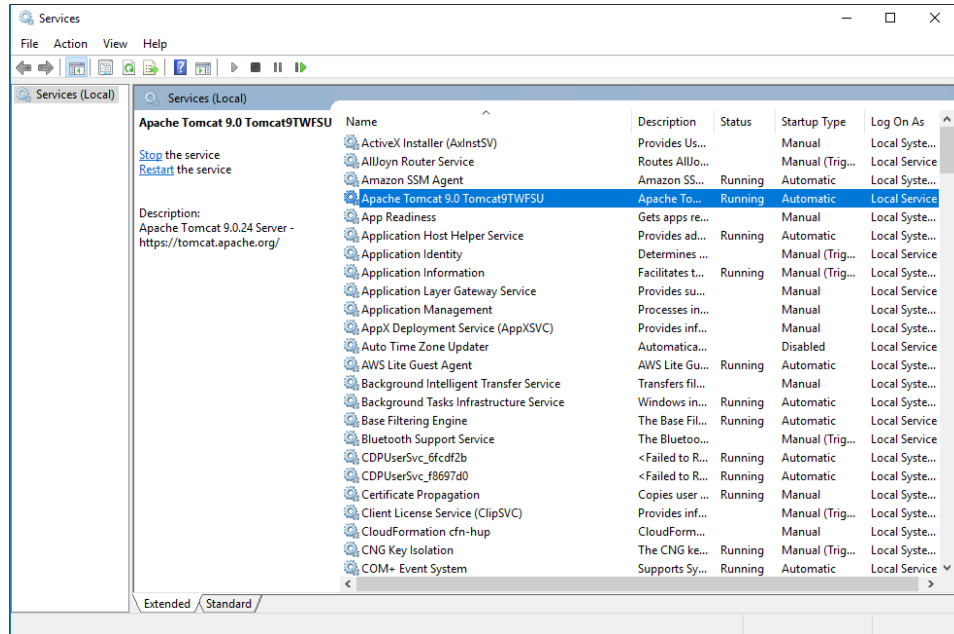 Services
File Action View Help
Services (Local)
Services (Local)
Apache Tomcat 9.0 Tomcat9TWFSU
Stop the service
Restart the service
Description:
Apache Tomcat 9.0.24 Server -
https://tomcat.apache.org/
Name Description Status Startup Type Log On As
ActiveX Installer (AxInstSV) Provides Us... Manual Local Syste...
AllJoyn Router Service Routes AllJo... Manual (Trig... Local Service
Amazon SSM Agent Amazon SS... Running Automatic Local Syste...
Apache Tomcat 9.0 Tomcat9TWFSU Apache To... Running Automatic Local Service
App Readiness Gets apps re... Manual Local Syste...
Application Host Helper Service Provides ad... Running Automatic Local Syste...
Application Identity Determines ... Manual (Trig... Local Service
Application Information Facilitates t... Running Manual (Trig... Local Syste...
Application Layer Gateway Service Provides su... Manual Local Service
Application Management Processes in... Manual Local Syste...
AppX Deployment Service (AppXSVC) Provides inf... Manual Local Syste...
Auto Time Zone Updater Automatica... Disabled Local Service
AWS Lite Guest Agent AWS Lite Gu... Running Automatic Local Syste...
Background Intelligent Transfer Service Transfers fil... Manual Local Syste...
Background Tasks Infrastructure Service Windows in... Running Automatic Local Syste...
Base Filtering Engine The Base Fil... Running Automatic Local Service
Bluetooth Support Service The Bluetoo... Manual (Trig... Local Service
CDPUserSvc_6fcdf2b <Failed to R... Running Automatic Local Syste...
CDPUserSvc_f8697d0 <Failed to R... Running Automatic Local Syste...
Certificate Propagation Copies user ... Running Manual Local Syste...
Client License Service (ClipSVC) Provides inf... Manual (Trig... Local Syste...
CloudFormation cfn-hup CloudForm... Manual Local Syste...
CNG Key Isolation The CNG ke... Running Manual (Trig... Local Syste...
COM+ Event System Supports Sy... Running Automatic Local Service
Extended Standard